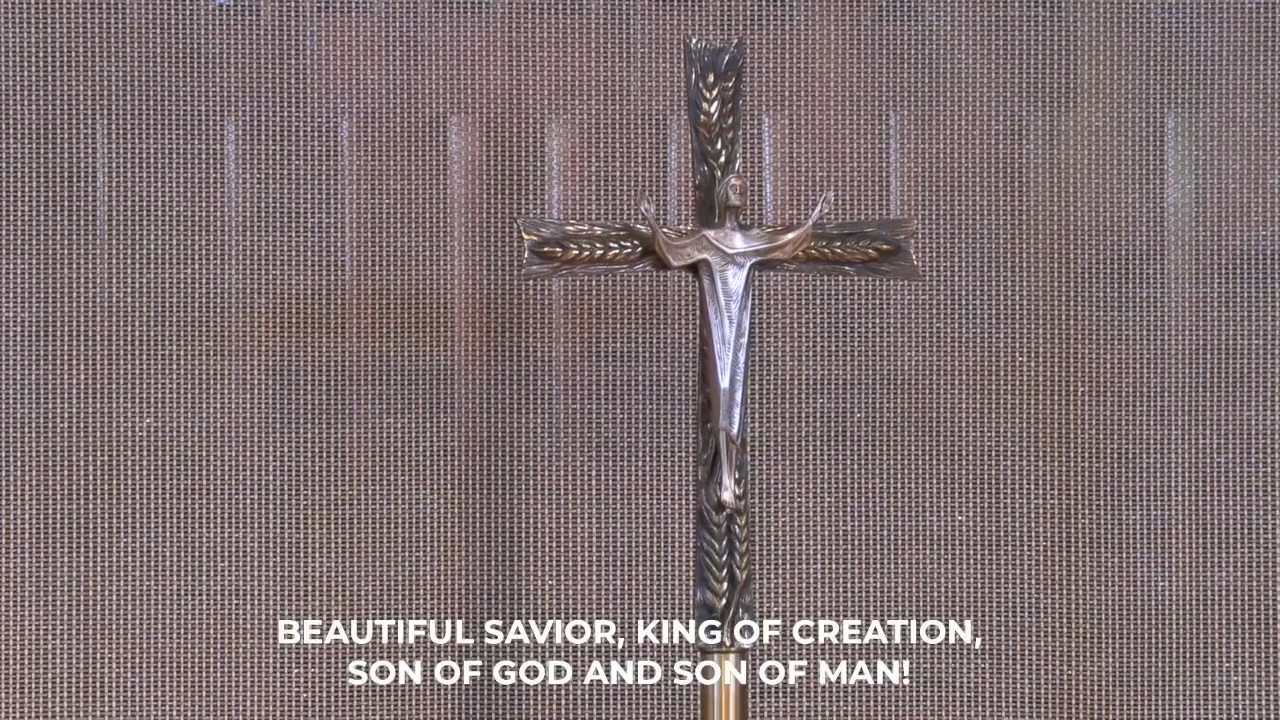 BEAUTIFUL SAVIOR, KING OF CREATION,
SON OF GOD AND SON OF MAN!